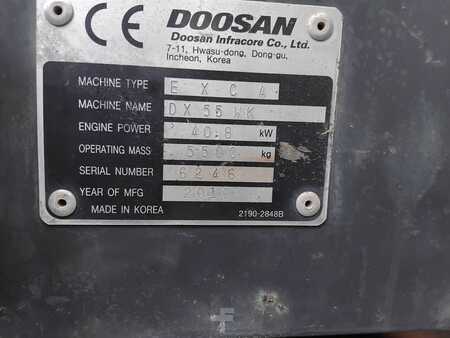 CE
DOOSAN
Doosan Infracore Co., Ltd.
7-11, Hwasu-dong, Dong-gu,
Incheon, Korea
MACHINE TYPE EXCA
MACHINE NAME DX55WK
ENGINE POWER 40.8 kW
OPERATING MASS kg
SERIAL NUMBER 6246
YEAR OF MFG
MADE IN KOREA 2190-2848B